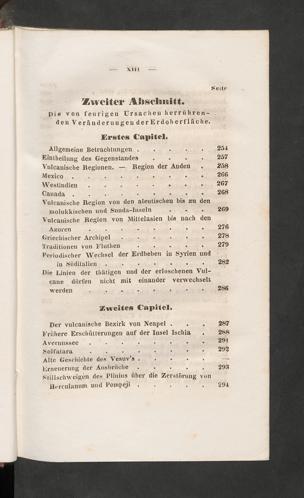 — XIII —
Seite
Zweiter Abschnitt.
Die von feurigen Ursachen herrühren-
den Veränderungen der Erdoberfläche.
Erstes Capitel.
Allgemeine Betrachtungen . . . . . 254
Eintheilung des Gegenstandes . . . . 257
Vulcanische Regionen. — Region der Anden . 258
Mexico . . . . . . . . 266
Westindien . . . . . . . 267
Canada . . . . . . . . 268
Vulcanische Region von den aleutischen bis zu den
molukkischen und Sunda-Inseln . . . 269
Vulcanische Region von Mittelasien bis nach den
Azoren . . . . . . . 276
Griechischer Archipel . . . . . 278
Traditionen von Fluthen . . . . . 279
Periodischer Wechsel der Erdbeben in Syrien und
in Süditalien . . . . . . 282
Die Linien der thätigen und der erloschenen Vul-
cane dürfen nicht mit einander verwechselt
werden . . . . . . . 286
Zweites Capitel.
Der vulcanische Bezirk von Neapel . . . 287
Frühere Erschütterungen auf der Insel Ischia . 288
Avernussee . . . . . . . 291
Solfatara . . . . . . . 292
Alte Geschichte des Vesuv's . . . . —
Erneuerung der Ausbrüche . . . . 293
Stillschweigen des Plinius über die Zerstörung von
Herculanum und Pompeji . . . . 294